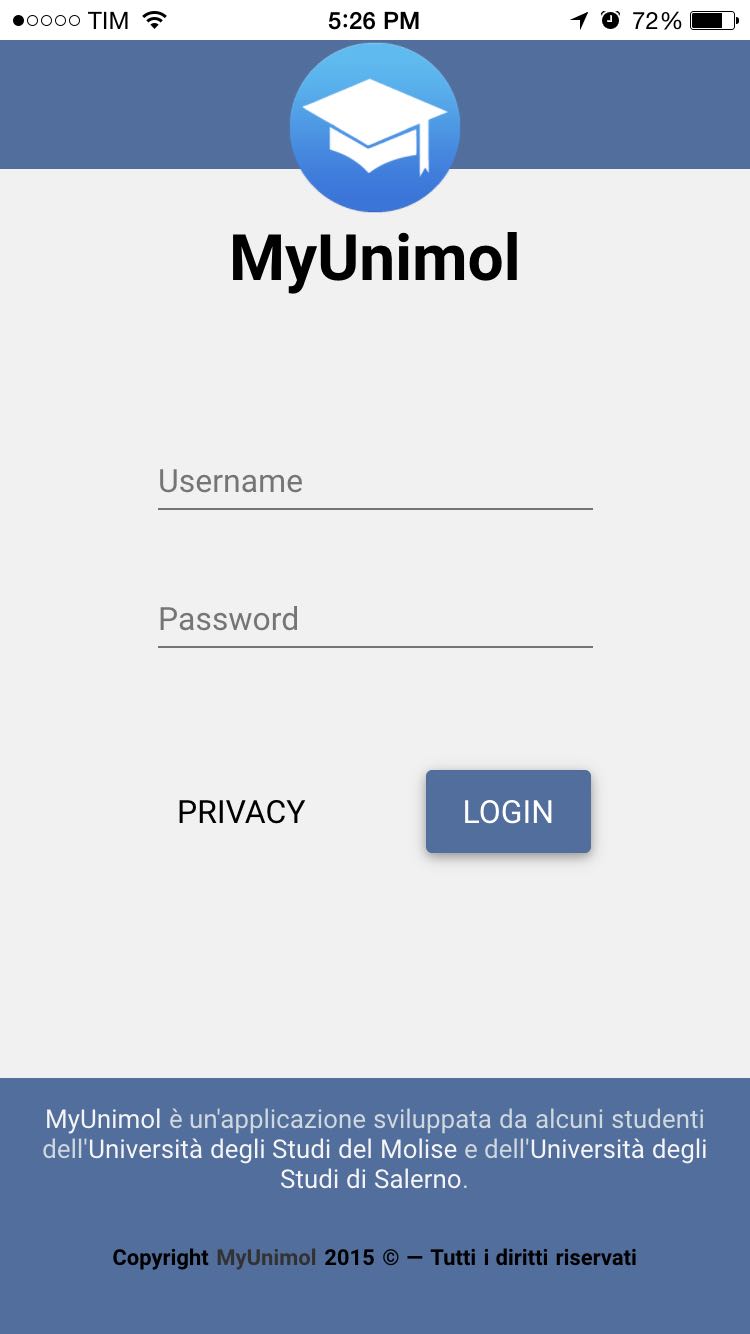 TIM 5:26 PM 72%
MyUnimol
Username
Password
PRIVACY LOGIN
MyUnimol è un'applicazione sviluppata da alcuni studenti
dell'Università degli Studi del Molise e dell'Università degli
Studi di Salerno.
Copyright MyUnimol 2015 © — Tutti i diritti riservati